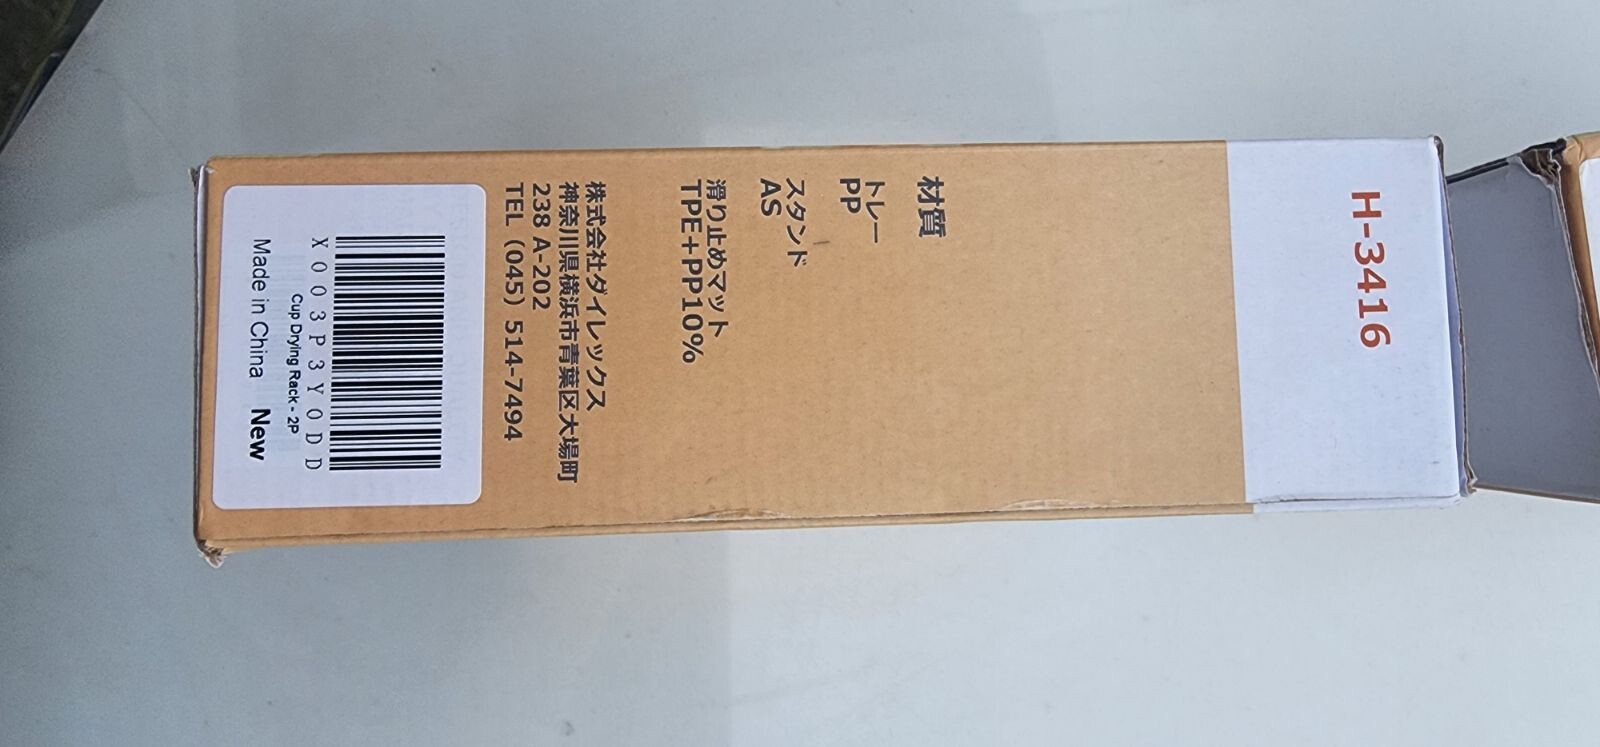 H-3416
材質
トレー
PP
スタンド
AS
滑り止めマット
TPE+PP10%
株式会社ダイレックス
神奈川県横浜市青葉区大場町
238 A-202
TEL (045) 514-7494
X003P3Y0DD
Cup Drying Rack - 2P
Made in China New